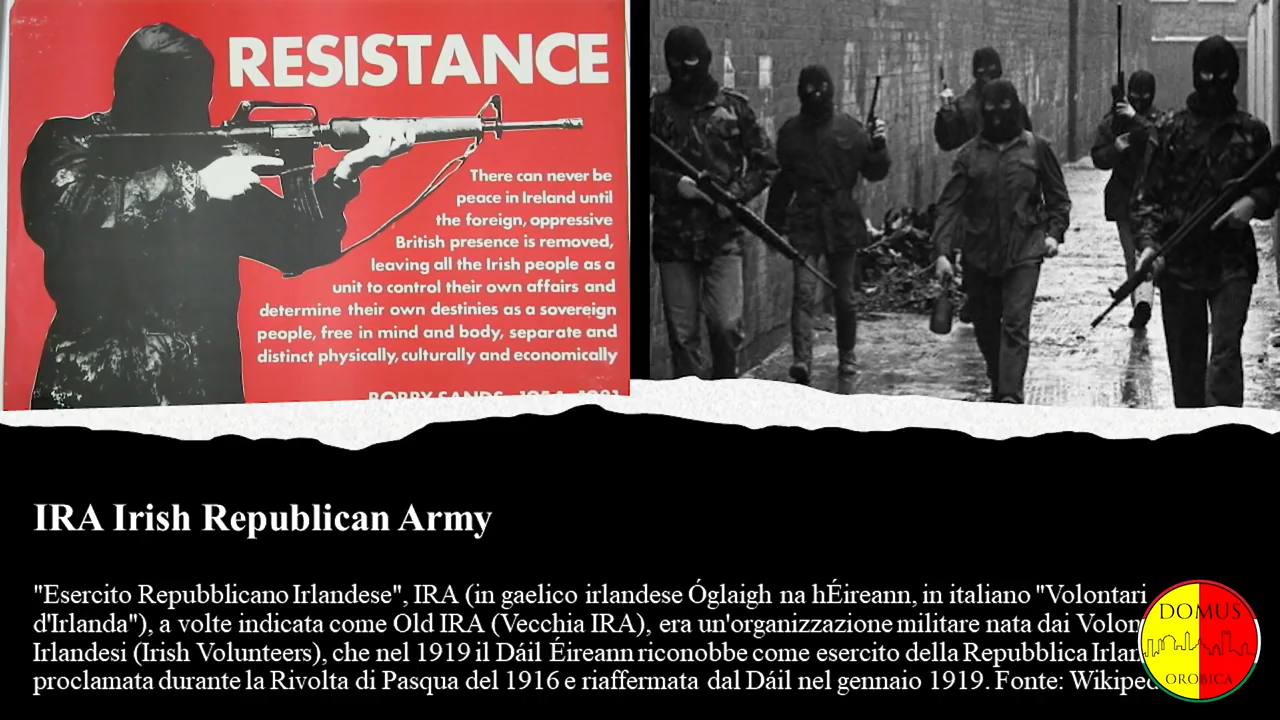 RESISTANCE
There can never be
peace in Ireland until
the foreign, oppressive
British presence is removed,
leaving all the Irish people as a
unit to control their own affairs and
determine their own destinies as a sovereign
people, free in mind and body, separate and
distinct physically, culturally and economically
BOBBY SANDS 1954-1981
IRA Irish Republican Army
"Esercito Repubblicano Irlandese", IRA (in gaelico irlandese Óglaigh na hÉireann, in italiano "Volontari
d'Irlanda"), a volte indicata come Old IRA (Vecchia IRA), era un'organizzazione militare nata dai
Irlandesi (Irish Volunteers), che nel 1919 il Dáil Éireann riconobbe come esercito della Repubblica
proclamata durante la Rivolta di Pasqua del 1916 e riaffermata dal Dáil nel gennaio 1919. Fonte:
DOMUS
OROBICA